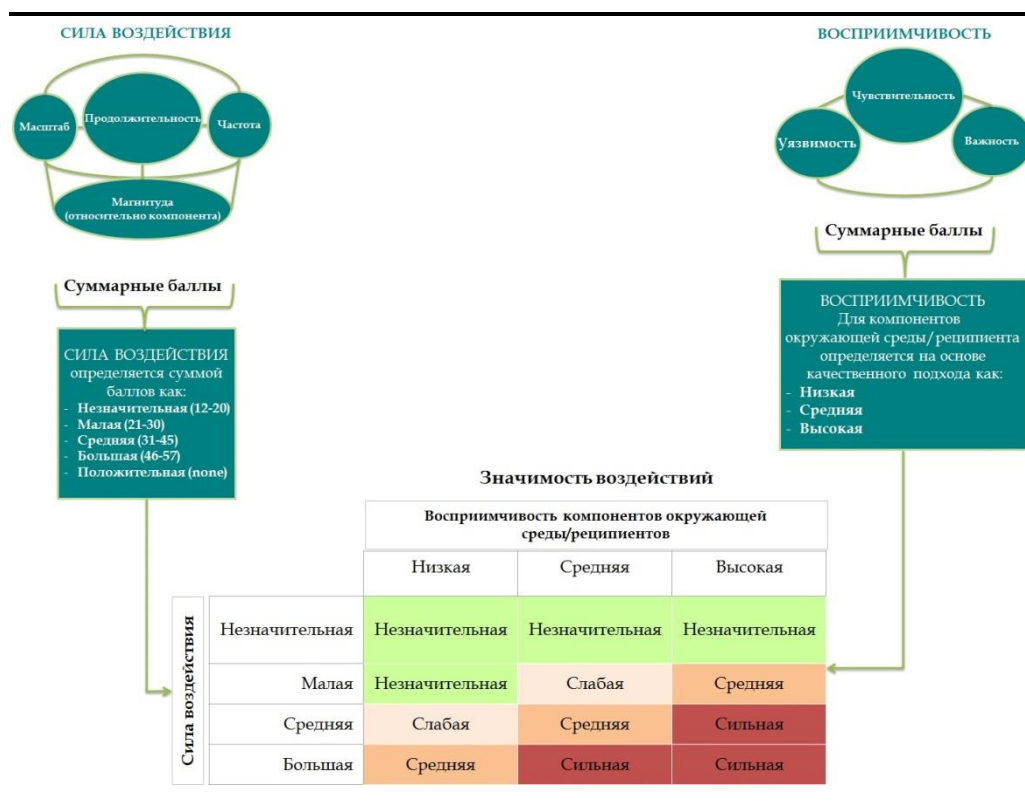 СИЛА ВОЗДЕЙСТВИЯ
Масштаб
Продолжительность
Частота
Магнитуда
(относительно компонента)
Суммарные баллы
СИЛА ВОЗДЕЙСТВИЯ
определяется суммой
баллов как:
- Незначительная (12-20)
- Малая (21-30)
- Средняя (31-45)
- Большая (46-57)
- Положительная (none)
ВОСПРИИМЧИВОСТЬ
Чувствительность
Уязвимость
Важность
Суммарные баллы
ВОСПРИИМЧИВОСТЬ
Для компонентов
окружающей среды/реципиента
определяется на основе
качественного подхода как:
- Низкая
- Средняя
- Высокая
Значимость воздействий
Восприимчивость компонентов окружающей
среды/реципиентов
Низкая Средняя Высокая
Сила воздействия
Незначительная Незначительная Незначительная Незначительная
Малая Незначительная Слабая Средняя
Средняя Слабая Средняя Сильная
Большая Средняя Сильная Сильная